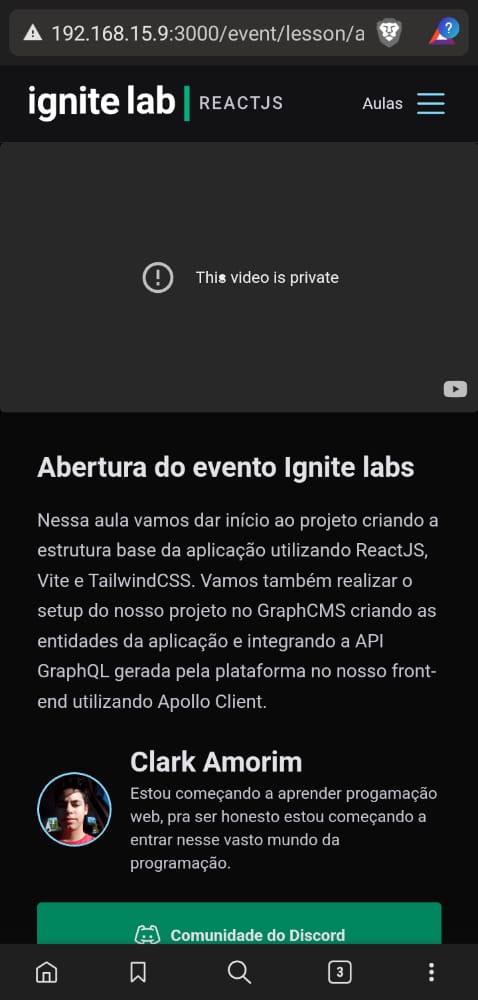 192.168.15.9:3000/event/lesson/a
?
ignite lab | REACTJS
Aulas
This video is private
Abertura do evento Ignite labs
Nessa aula vamos dar início ao projeto criando a
estrutura base da aplicação utilizando ReactJS,
Vite e TailwindCSS. Vamos também realizar o
setup do nosso projeto no GraphCMS criando as
entidades da aplicação e integrando a API
GraphQL gerada pela plataforma no nosso front-
end utilizando Apollo Client.
Clark Amorim
Estou começando a aprender progamação
web, pra ser honesto estou começando a
entrar nesse vasto mundo da
programação.
Comunidade do Discord
3